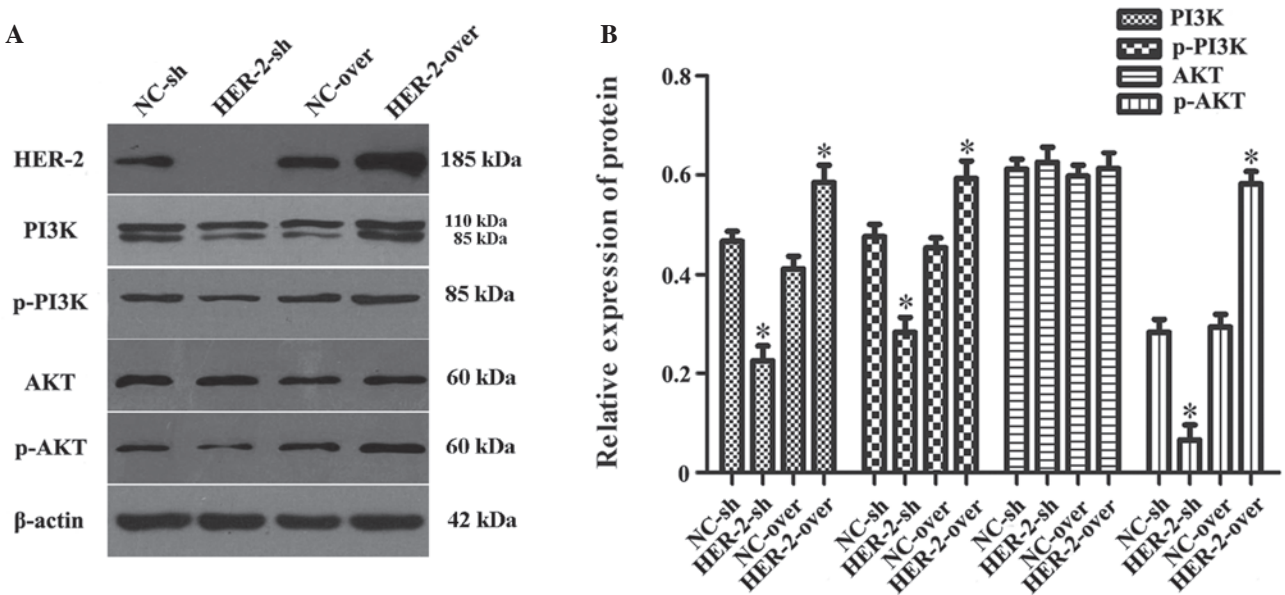 A
NC-sh
HER-2-sh
NC-over
HER-2-over
HER-2
185 kDa
PI3K
110 kDa
85 kDa
p-PI3K
85 kDa
AKT
60 kDa
p-AKT
60 kDa
β-actin
42 kDa
B
PI3K
p-PI3K
AKT
p-AKT
Relative expression of protein
0.8
0.6
0.4
0.2
0
*
*
*
*
*
*
NC-sh
HER-2-sh
NC-over
HER-2-over
NC-sh
HER-2-sh
NC-over
HER-2-over
NC-sh
HER-2-sh
NC-over
HER-2-over
NC-sh
HER-2-sh
NC-over
HER-2-over